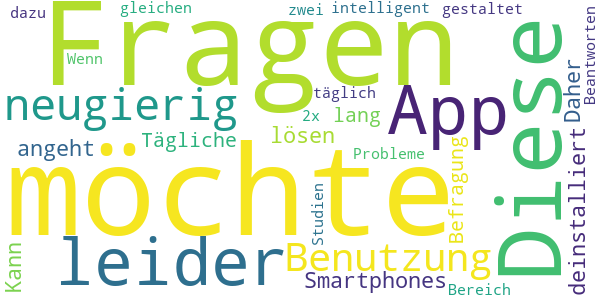 dazu
gleichen
zwei
intelligent
gestaltet
Fragen
Wenn
Diese
Beantworten
Daher
neugierig
täglich
App
2x
lang
lösen
angeht
Tägliche
Probleme
möchte
Befragung
deinstalliert
Studien
leider
Benutzung
Kann
Smartphones
Bereich